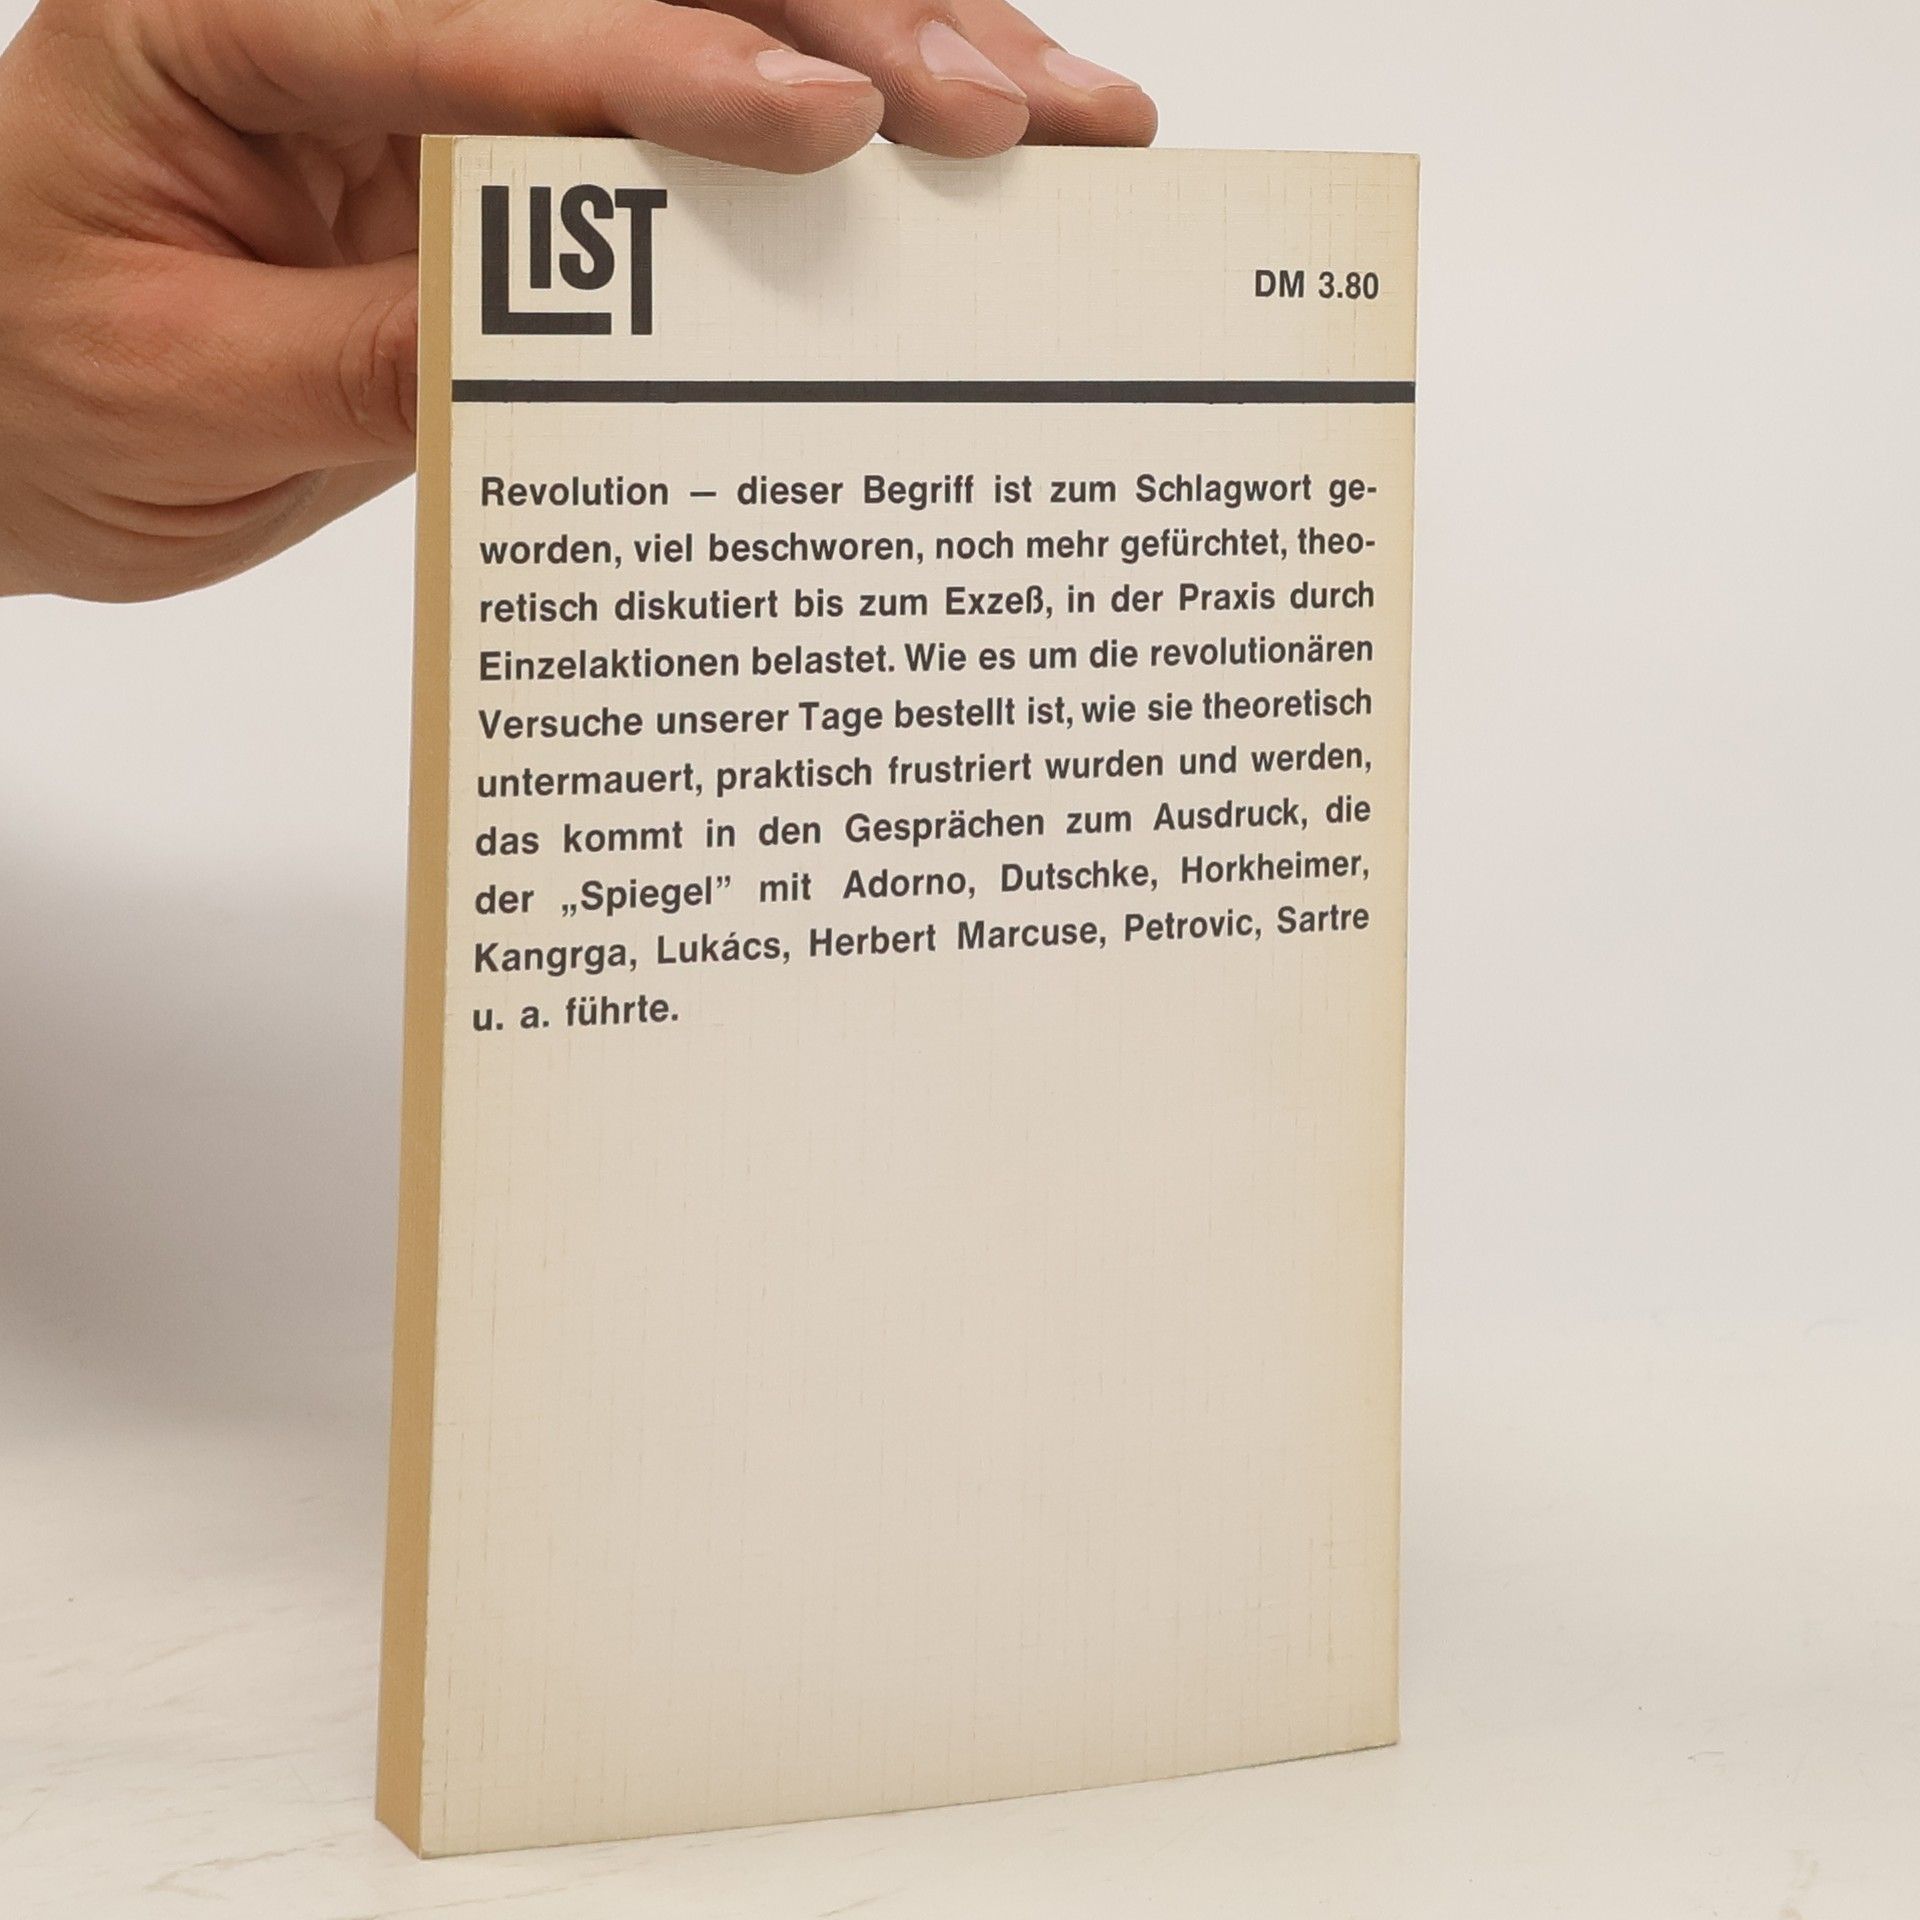 LIST
DM 3.80
Revolution — dieser Begriff ist zum Schlagwort ge-
worden, viel beschworen, noch mehr gefürchtet, theo-
retisch diskutiert bis zum Exzeß, in der Praxis durch
Einzelaktionen belastet. Wie es um die revolutionären
Versuche unserer Tage bestellt ist, wie sie theoretisch
untermauert, praktisch frustriert wurden und werden,
das kommt in den Gesprächen zum Ausdruck, die
der „Spiegel” mit Adorno, Dutschke, Horkheimer,
Kangrga, Lukács, Herbert Marcuse, Petrovic, Sartre
u. a. führte.